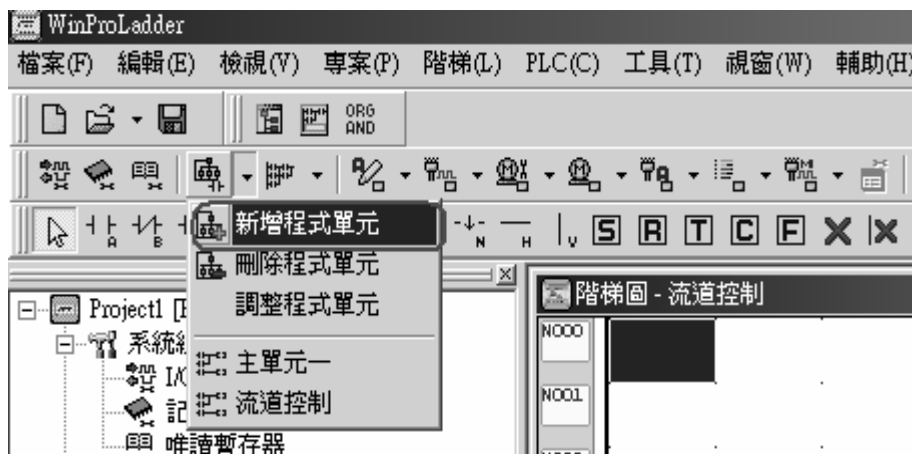 WinProLadder
檔案(F) 編輯(E) 檢視(V) 專案(P) 階梯(L) PLC(C) 工具(T) 視窗(W) 輔助(H)
ORG
AND
A B N H V S R T C F
新增程式單元
刪除程式單元
調整程式單元
主單元一
流道控制
Project1
系統
I/O
記
唯讀暫存器
階梯圖 - 流道控制
N000
N001